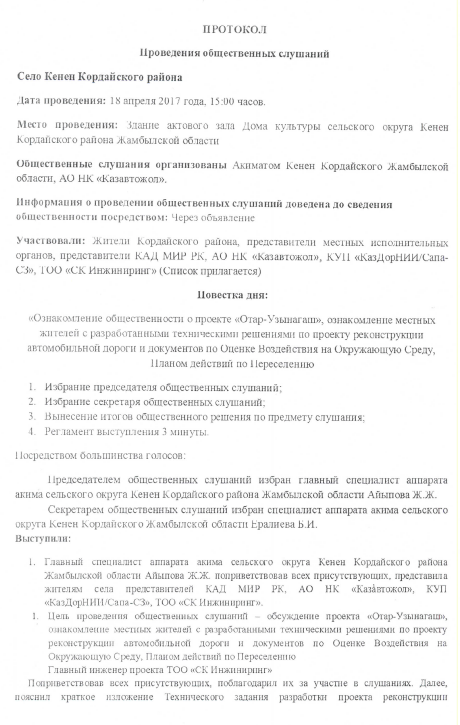 ПРОТОКОЛ
Проведения общественных слушаний
Село Кенен Кордайского района
Дата проведения: 18 апреля 2017 года, 15:00 часов.
Место проведения: Здание актового зала Дома культуры сельского округа Кенен
Кордайского района Жамбылской области
Общественные слушания организованы Акиматом Кенен Кордайского Жамбылской
области, АО НК «Казавтожол».
Информация о проведении общественных слушаний доведена до сведения
общественности посредством: Через объявление
Участвовали: Жители Кордайского района, представители местных исполнительных
органов, представители КАД МИР РК, АО НК «Казавтожол», КУП «КазДорНИИ/Сапа-
СЗ», ТОО «СК Инжиниринг» (Список прилагается)
Повестка дня:
«Ознакомление общественности о проекте «Отар-Узынагаш», ознакомление местных
жителей с разработанными техническими решениями по проекту реконструкции
автомобильной дороги и документов по Оценке Воздействия на Окружающую Среду,
Планом действий по Переселению
1. Избрание председателя общественных слушаний;
2. Избрание секретаря общественных слушаний;
3. Вынесение итогов общественного решения по предмету слушания;
4. Регламент выступления 3 минуты.
Посредством большинства голосов:
Председателем общественных слушаний избран главный специалист аппарата
акима сельского округа Кенен Кордайского района Жамбылской области Айыпова Ж.Ж.
Секретарем общественных слушаний избран специалист аппарата акима сельского
округа Кенен Кордайского Жамбылской области Ералиева Б.И.
Выступили:
1. Главный специалист аппарата акима сельского округа Кенен Кордайского района
Жамбылской области Айыпова Ж.Ж. поприветствовав всех присутствующих, представила
жителям села представителей КАД МИР РК, АО НК «Казавтожол», КУП
«КазДорНИИ/Сапа-СЗ», ТОО «СК Инжиниринг».
1. Цель проведения общественных слушаний – обсуждение проекта «Отар-Узынагаш»,
ознакомление местных жителей с разработанными техническими решениями по проекту
реконструкции автомобильной дороги и документов по Оценке Воздействия на
Окружающую Среду, Планом действий по Переселению
Главный инженер проекта ТОО «СК Инжиниринг»
Поприветствовав всех присутствующих, поблагодарил их за участие в слушаниях. Далее,
пояснил краткое изложение Технического задания разработки проекта реконструкции